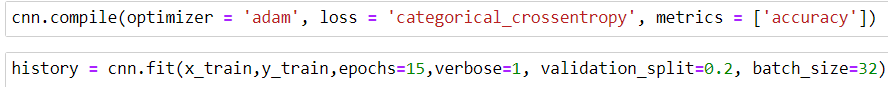 cnn.compile(optimizer = 'adam', loss = 'categorical_crossentropy', metrics = ['accuracy'])
history = cnn.fit(x_train,y_train,epochs=15,verbose=1, validation_split=0.2, batch_size=32)